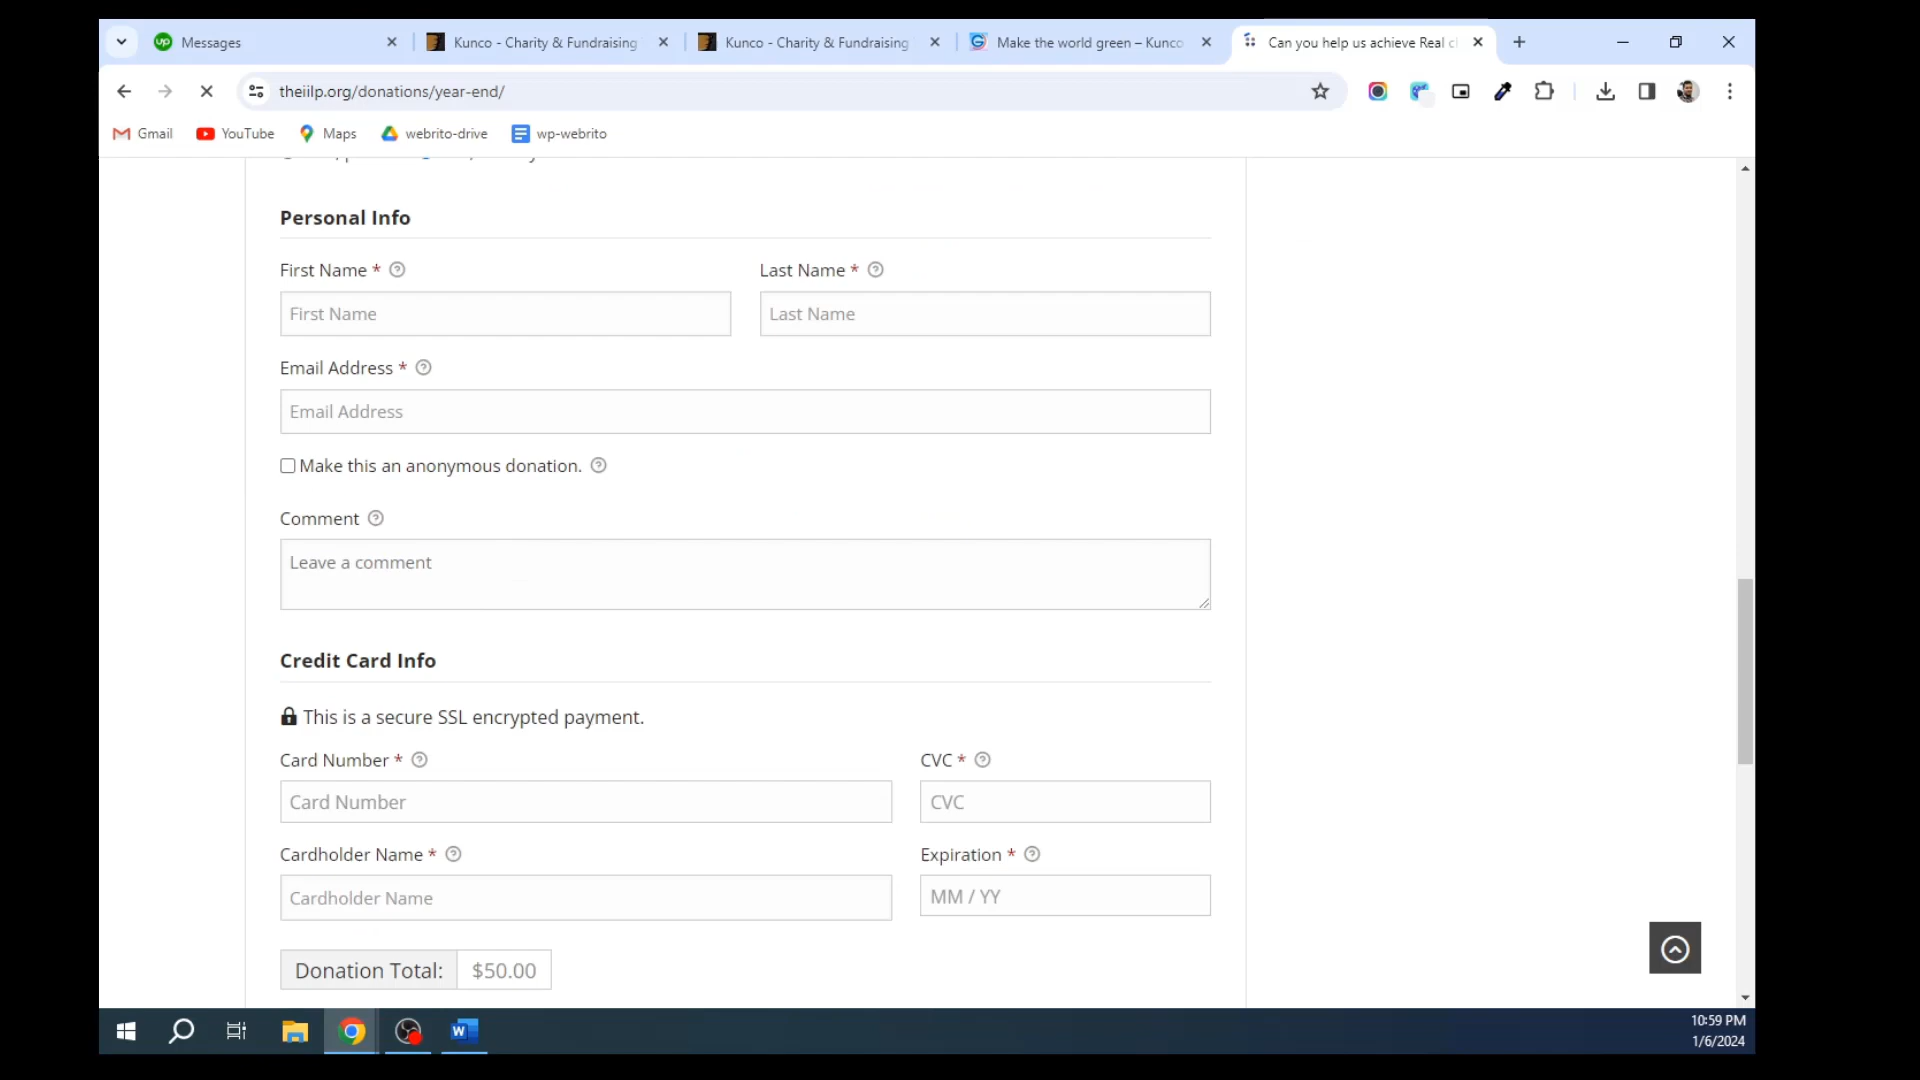 Messages
Kunco - Charity & Fundraising
Kunco - Charity & Fundraising
Make the world green – Kunco
Can you help us achieve Real c
theiilp.org/donations/year-end/
Gmail
YouTube
Maps
webrito-drive
wp-webrito
Personal Info
First Name *
Last Name *
First Name
Last Name
Email Address *
Email Address
Make this an anonymous donation.
Comment
Leave a comment
Credit Card Info
This is a secure SSL encrypted payment.
Card Number *
CVC *
Card Number
CVC
Cardholder Name *
Expiration *
Cardholder Name
MM / YY
Donation Total:
$50.00
10:59 PM
1/6/2024